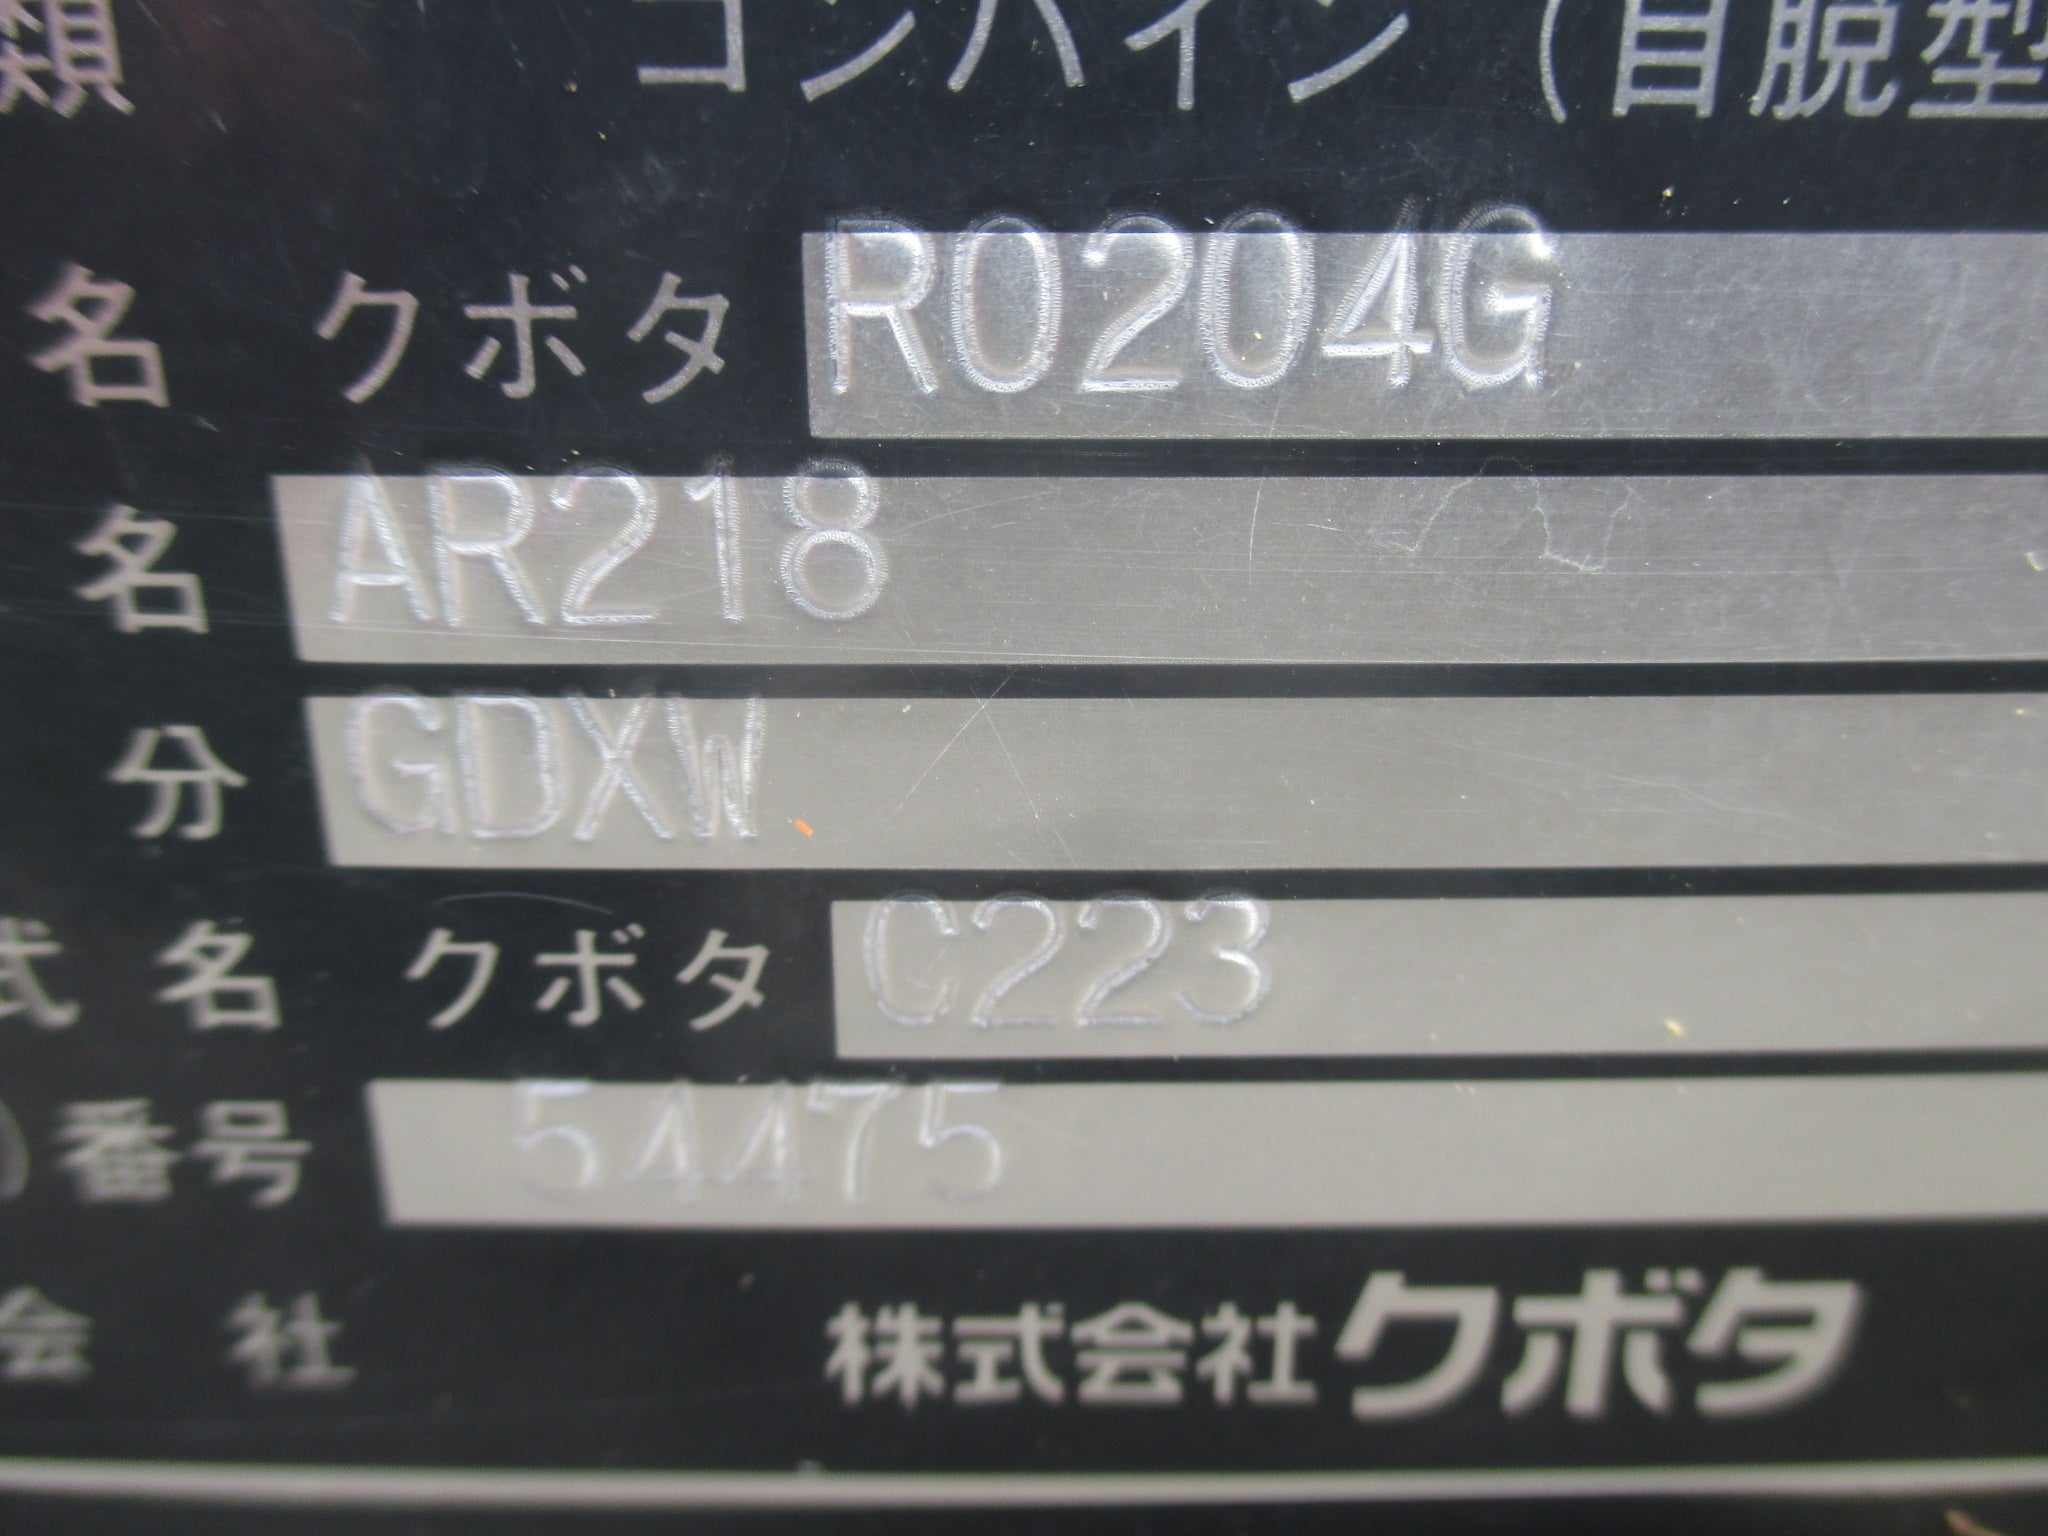 類 コンバイン(自脱型
名 クボタ RO204G
名 AR218
分 GDXW
式名 クボタ C223
)番号 54475
会社 株式会社クボタ